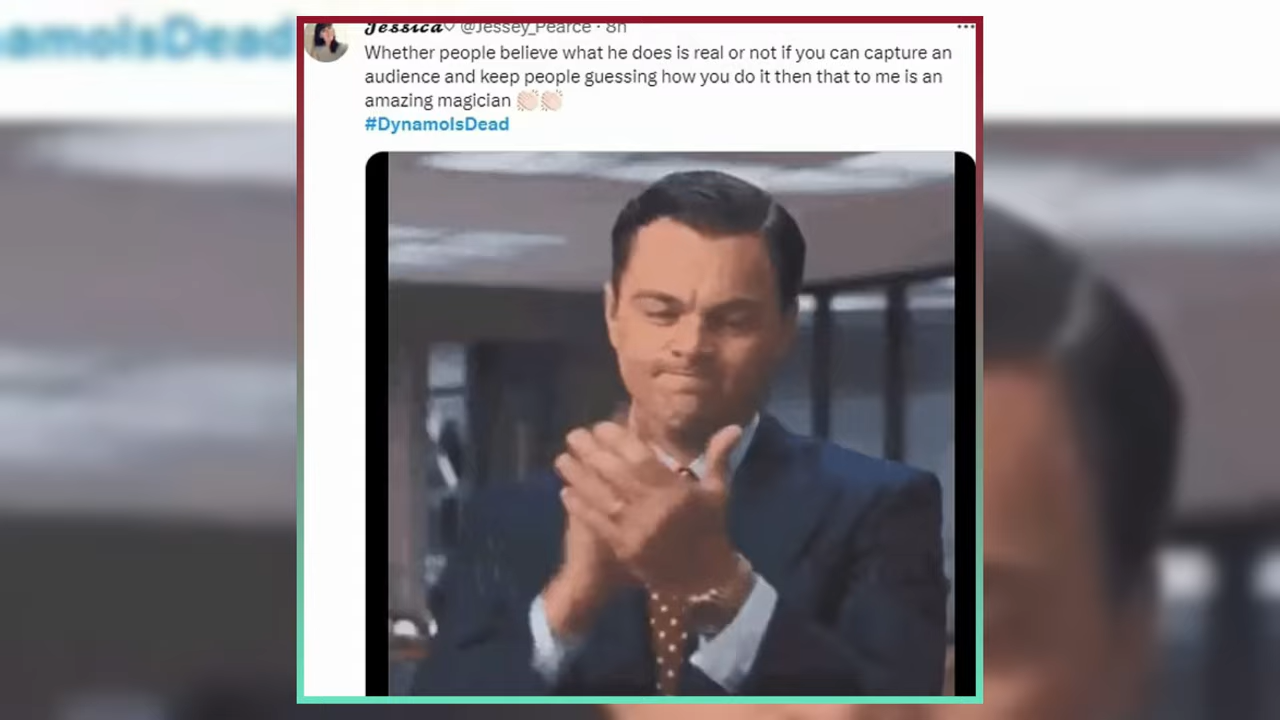 Jessica♡ @Jessey_Pearce · 8h
Whether people believe what he does is real or not if you can capture an
audience and keep people guessing how you do it then that to me is an
amazing magician 👏🏻👏🏻
#DynamoIsDead
amoIsDead